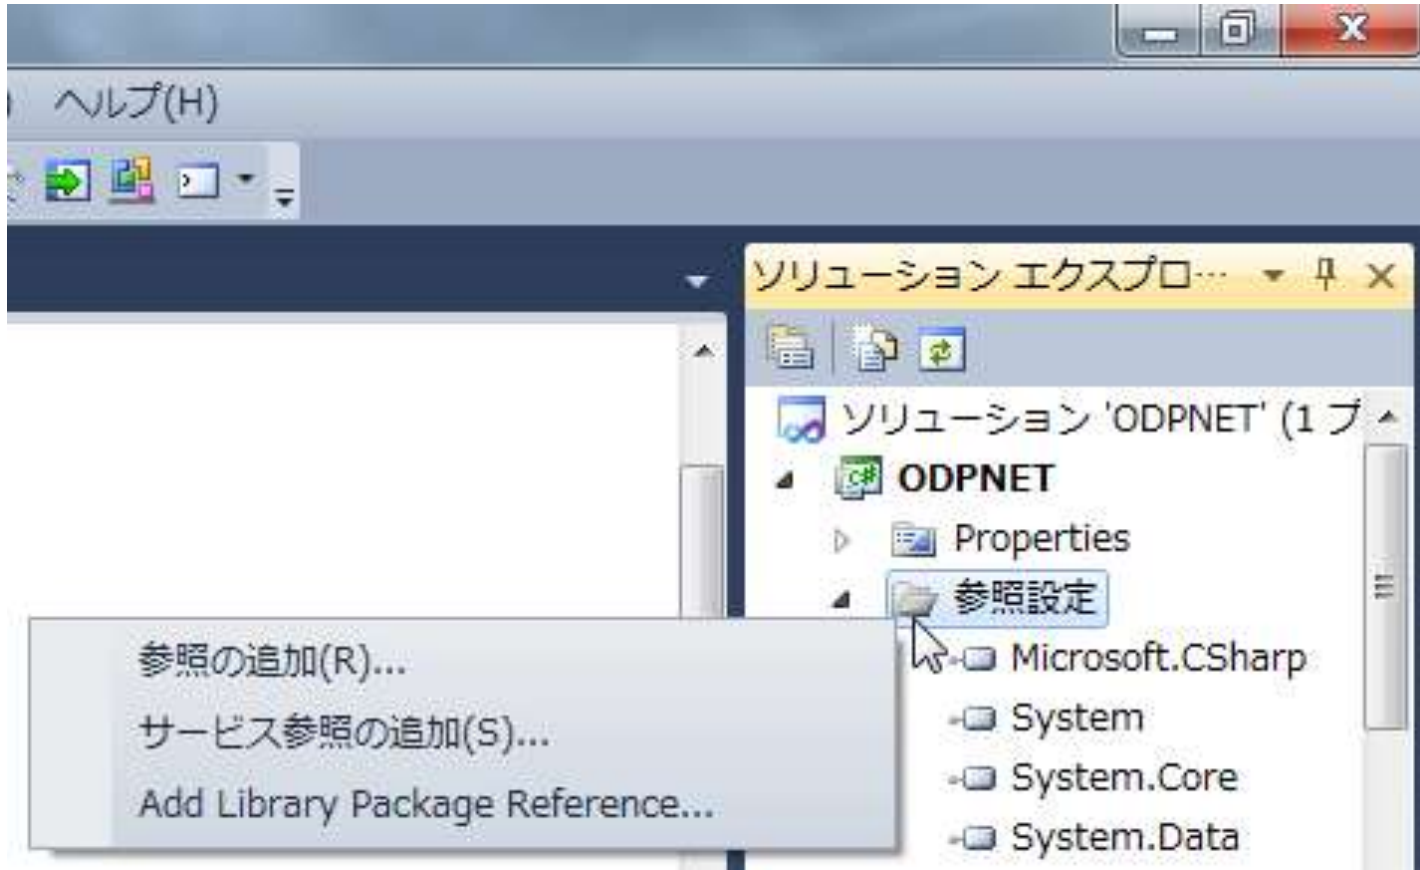 ヘルプ(H)
ソリューション エクスプロ…
ソリューション 'ODPNET' (1 プ
ODPNET
Properties
参照設定
Microsoft.CSharp
System
System.Core
System.Data
参照の追加(R)...
サービス参照の追加(S)...
Add Library Package Reference...